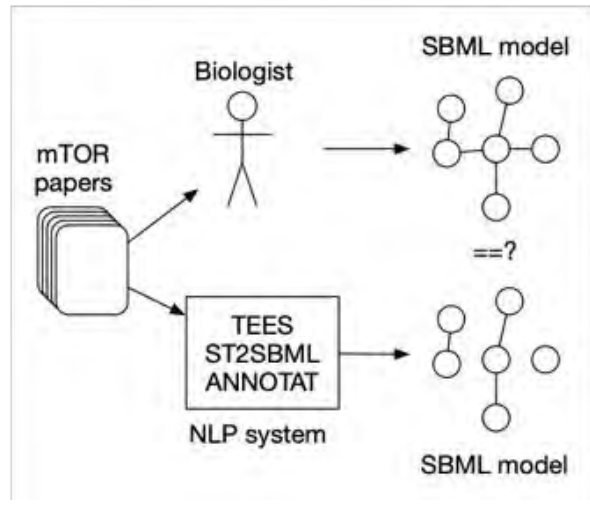 SBML model
Biologist
mTOR
papers
==?
TEES
ST2SBML
ANNOTAT
NLP system
SBML model